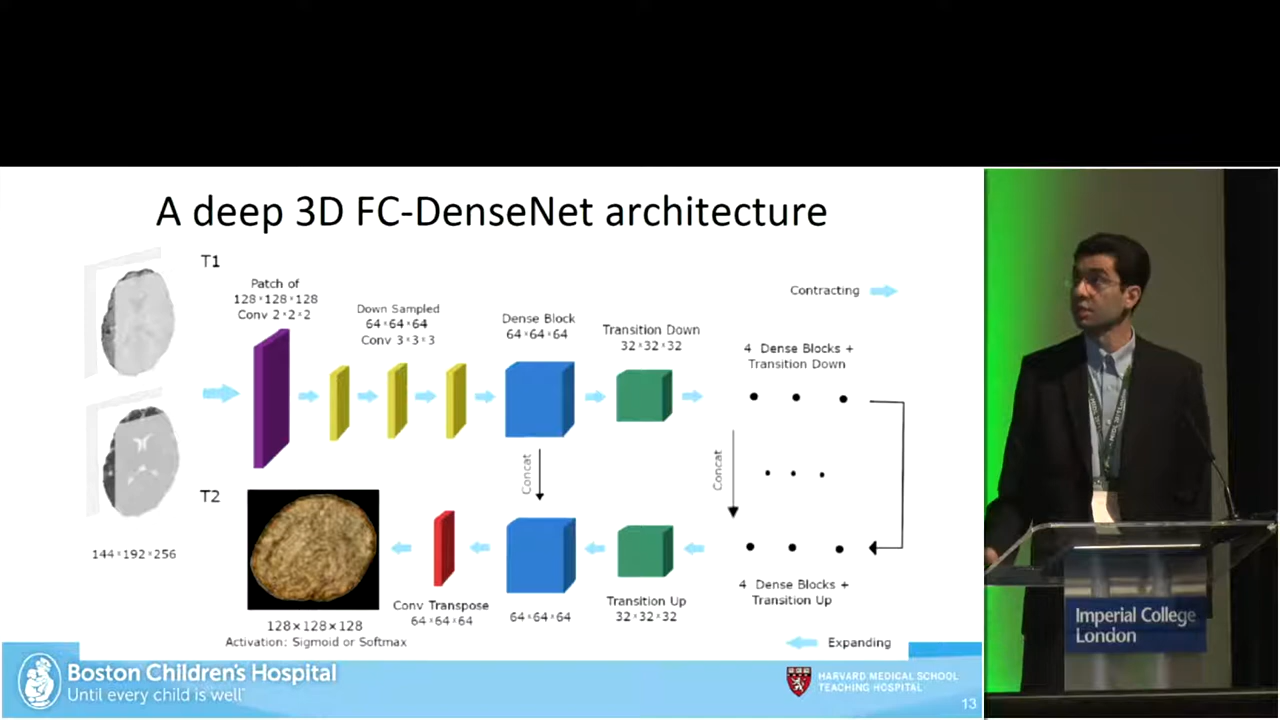 A deep 3D FC-DenseNet architecture
T1
Patch of
128×128×128
Conv 2×2×2
Down Sampled
64×64×64
Conv 3×3×3
Dense Block
64×64×64
Transition Down
32×32×32
Contracting
4 Dense Blocks +
Transition Down
Concat
Concat
T2
144×192×256
128×128×128
Activation: Sigmoid or Softmax
Conv Transpose
64×64×64
64×64×64
Transition Up
32×32×32
4 Dense Blocks +
Transition Up
Expanding
Boston Children's Hospital
Until every child is well
HARVARD MEDICAL SCHOOL
TEACHING HOSPITAL
13
Imperial College
London